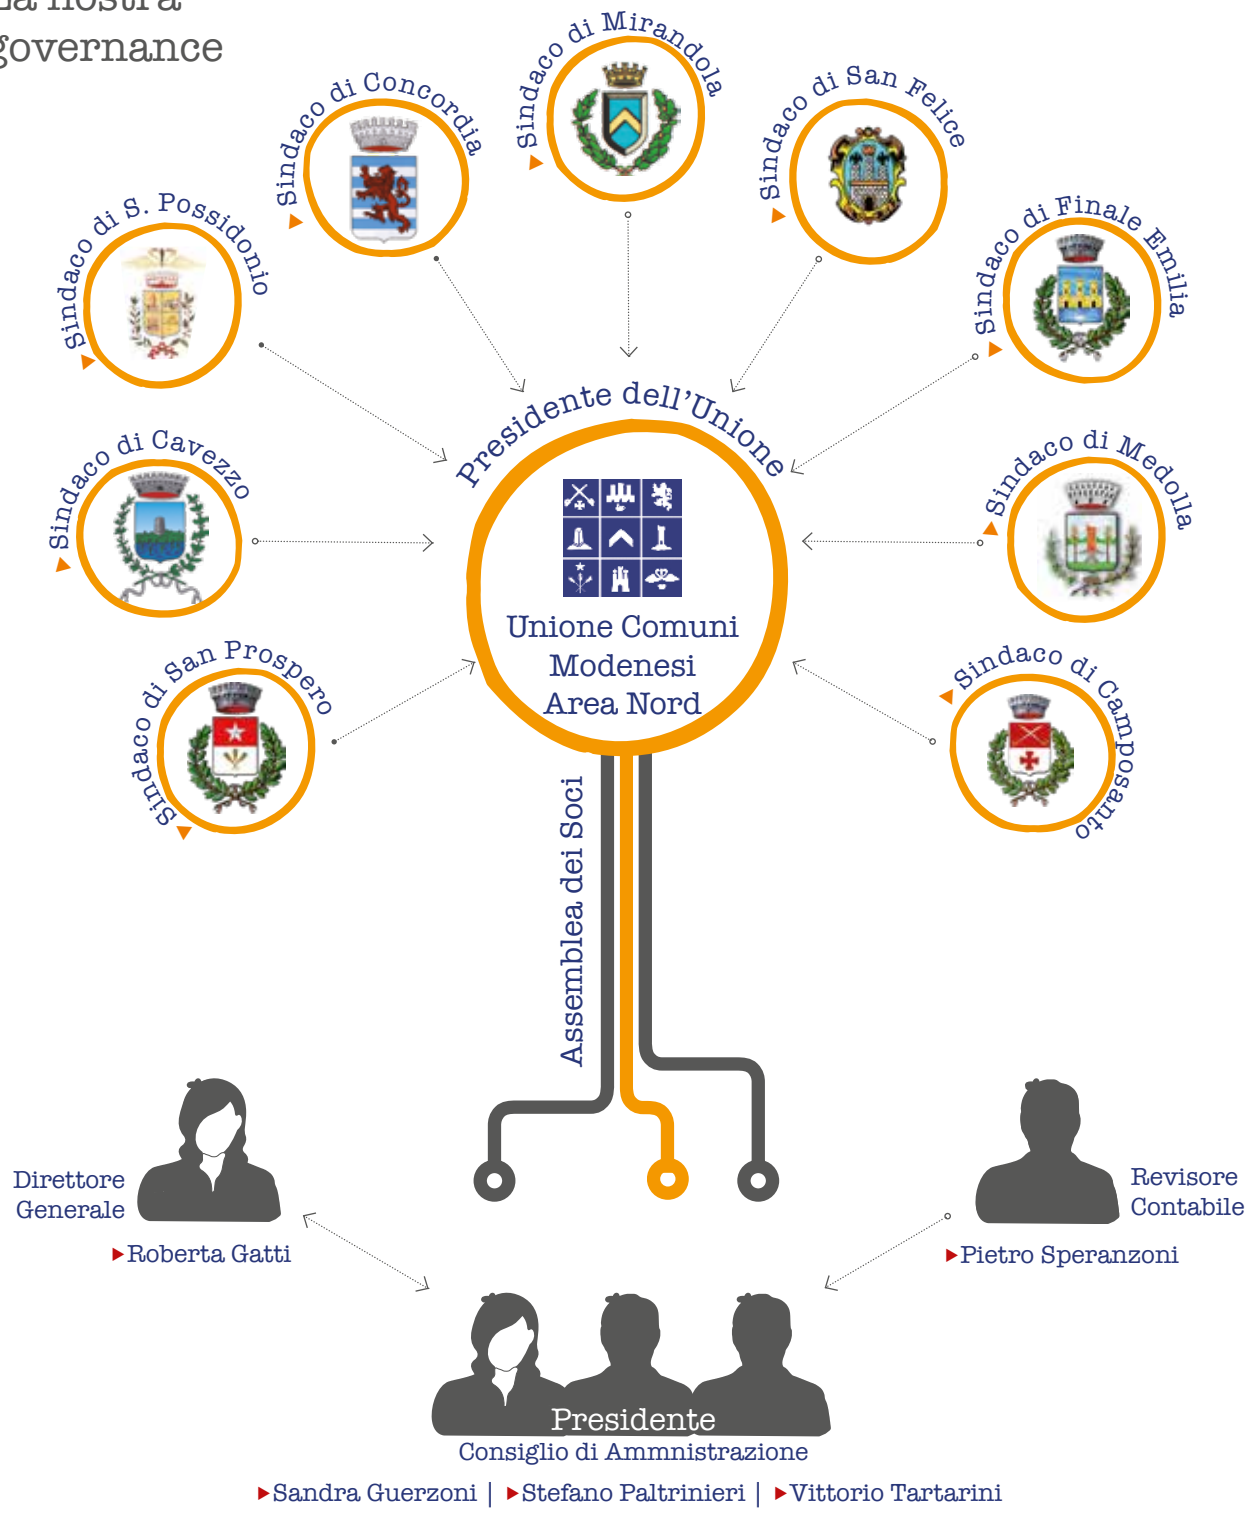 La nostra
governance
Sindaco di Mirandola
Sindaco di Concordia
Sindaco di San Felice
Sindaco di S. Possidonio
Sindaco di Finale Emilia
Presidente dell'Unione
Sindaco di Cavezzo
Sindaco di Medolla
Unione Comuni
Modenesi
Area Nord
Sindaco di San Prospero
Sindaco di Camposanto
Assemblea dei Soci
Direttore
Generale
Roberta Gatti
Revisore
Contabile
Pietro Speranzoni
Presidente
Consiglio di Ammnistrazione
Sandra Guerzoni | Stefano Paltrinieri | Vittorio Tartarini